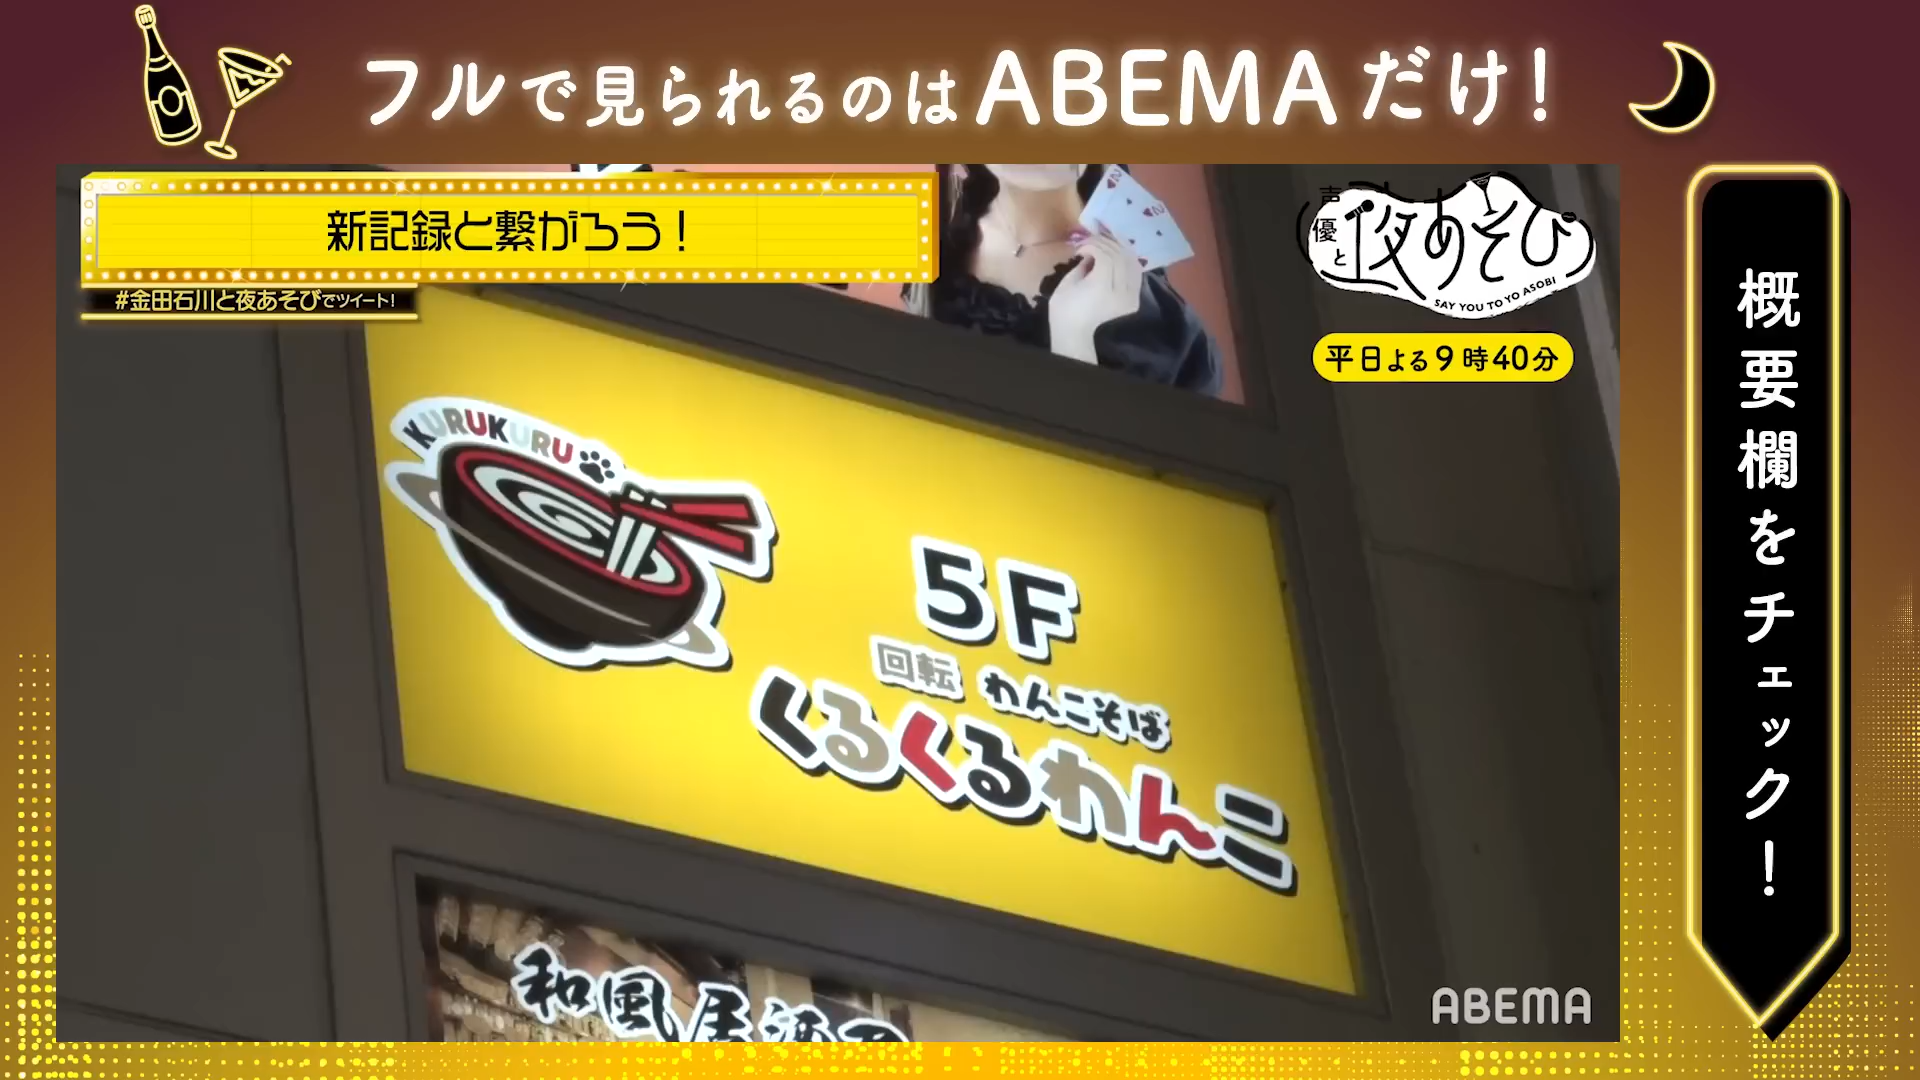 フルで見られるのはABEMAだけ!
新記録と繋がろう!
#金田石川と夜あそびでツイート!
声優と夜あそび
SAY YOU TO YO ASOBI
平日よる9時40分
概要欄をチェック!
KURUKURU
5F
回転 わんこそば
くるくるわんこ
和風居酒屋
ABEMA